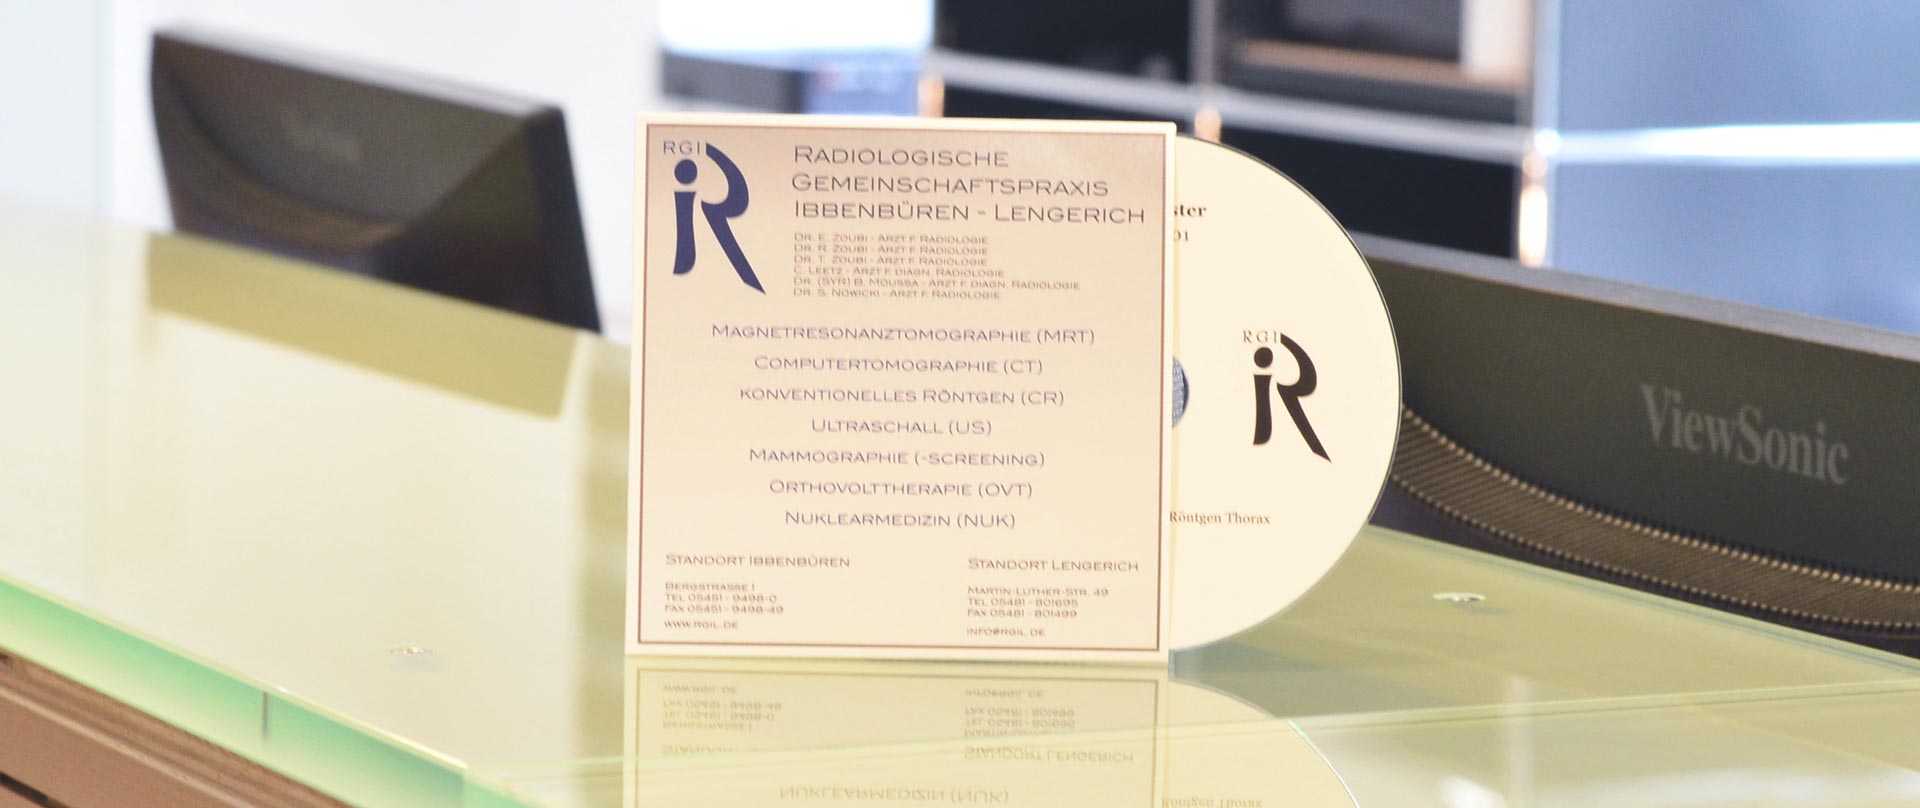 RGI
RADIOLOGISCHE
GEMEINSCHAFTSPRAXIS
IBBENBÜREN - LENGERICH
DR. E. ZOUBI - ARZT F. RADIOLOGIE
DR. R. ZOUBI - ARZT F. RADIOLOGIE
DR. T. ZOUBI - ARZT F. RADIOLOGIE
C. LEETZ - ARZT F. DIAGN. RADIOLOGIE
DR. (SYR) B. MOUSSA - ARZT F. DIAGN. RADIOLOGIE
DR. S. NOWICKI - ARZT F. RADIOLOGIE
MAGNETRESONANZTOMOGRAPHIE (MRT)
COMPUTERTOMOGRAPHIE (CT)
KONVENTIONELLES RÖNTGEN (CR)
ULTRASCHALL (US)
MAMMOGRAPHIE (-SCREENING)
ORTHOVOLTTHERAPIE (OVT)
NUKLEARMEDIZIN (NUK)
STANDORT IBBENBÜREN
BERGSTRASSE 1
TEL 05451 - 9498-0
FAX 05451 - 9498-49
WWW.RGIL.DE
STANDORT LENGERICH
MARTIN-LUTHER-STR. 49
TEL 05481 - 801695
FAX 05481 - 801499
INFO@RGIL.DE
ster
01
RGI
Röntgen Thorax
ViewSonic